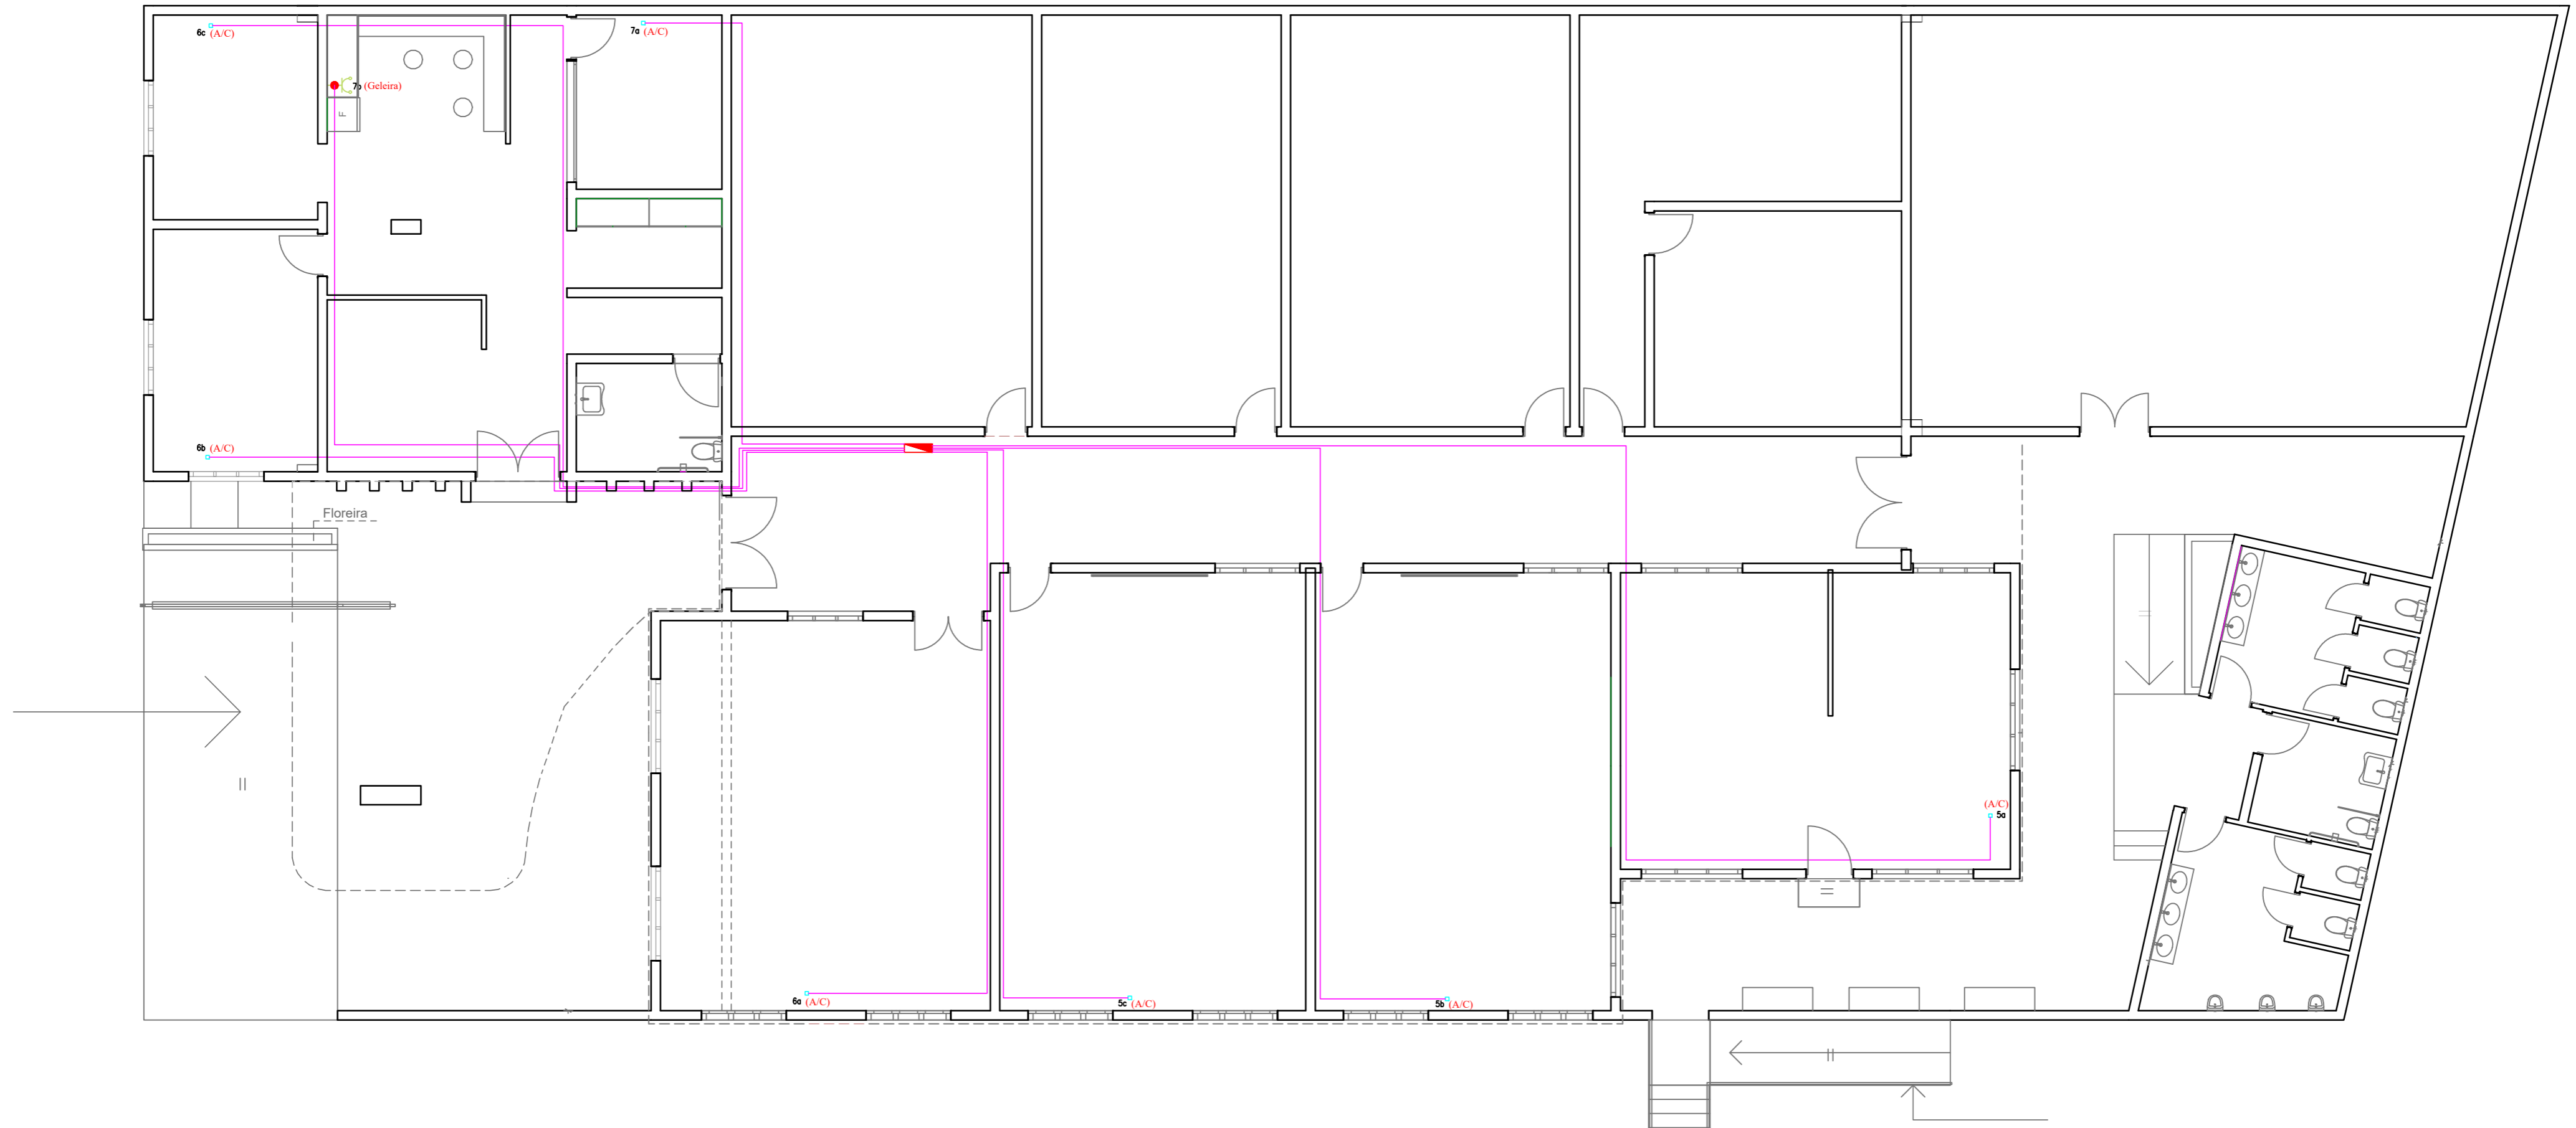 6c (A/C)
7a (A/C)
7b (Geleira)
F
6b (A/C)
Floreira
(A/C)
5a
6a (A/C)
5c (A/C)
5b (A/C)